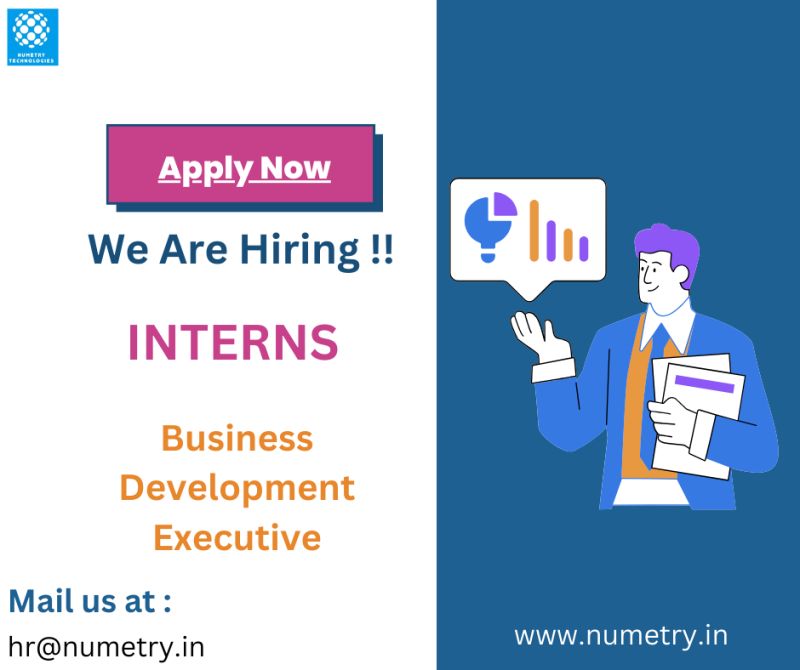 NUMETRY
TECHNOLOGIES
Apply Now
We Are Hiring !!
INTERNS
Business
Development
Executive
Mail us at :
hr@numetry.in
www.numetry.in